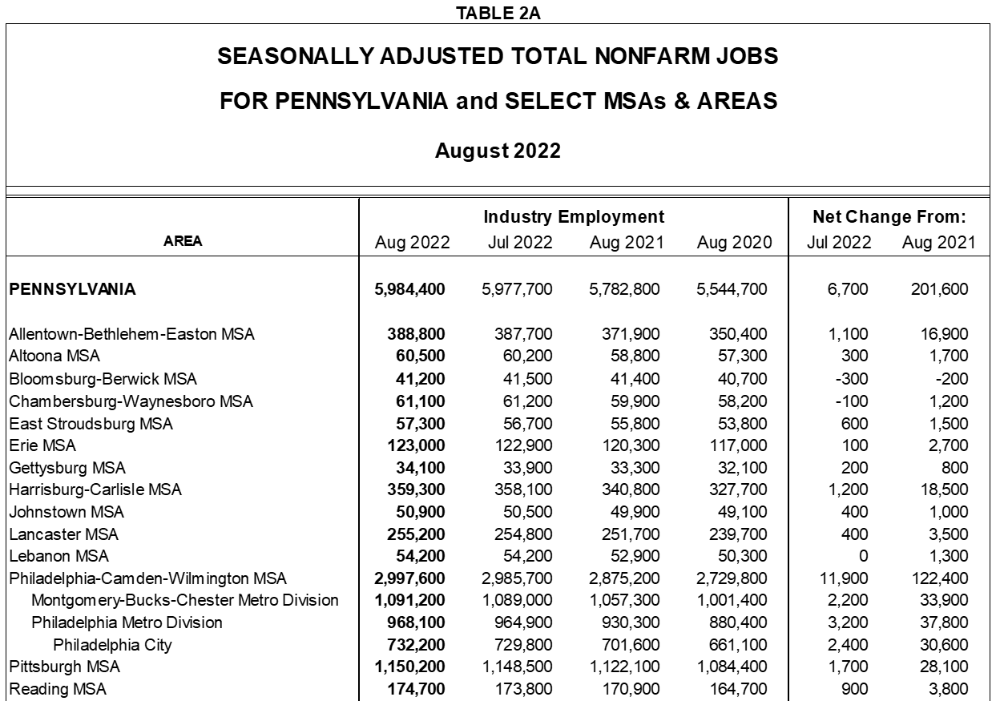 TABLE 2A
SEASONALLY ADJUSTED TOTAL NONFARM JOBS
FOR PENNSYLVANIA and SELECT MSAs & AREAS
August 2022
Industry Employment Net Change From:
AREA Aug 2022 Jul 2022 Aug 2021 Aug 2020 Jul 2022 Aug 2021
PENNSYLVANIA 5,984,400 5,977,700 5,782,800 5,544,700 6,700 201,600
Allentown-Bethlehem-Easton MSA 388,800 387,700 371,900 350,400 1,100 16,900
Altoona MSA 60,500 60,200 58,800 57,300 300 1,700
Bloomsburg-Berwick MSA 41,200 41,500 41,400 40,700 -300 -200
Chambersburg-Waynesboro MSA 61,100 61,200 59,900 58,200 -100 1,200
East Stroudsburg MSA 57,300 56,700 55,800 53,800 600 1,500
Erie MSA 123,000 122,900 120,300 117,000 100 2,700
Gettysburg MSA 34,100 33,900 33,300 32,100 200 800
Harrisburg-Carlisle MSA 359,300 358,100 340,800 327,700 1,200 18,500
Johnstown MSA 50,900 50,500 49,900 49,100 400 1,000
Lancaster MSA 255,200 254,800 251,700 239,700 400 3,500
Lebanon MSA 54,200 54,200 52,900 50,300 0 1,300
Philadelphia-Camden-Wilmington MSA 2,997,600 2,985,700 2,875,200 2,729,800 11,900 122,400
Montgomery-Bucks-Chester Metro Division 1,091,200 1,089,000 1,057,300 1,001,400 2,200 33,900
Philadelphia Metro Division 968,100 964,900 930,300 880,400 3,200 37,800
Philadelphia City 732,200 729,800 701,600 661,100 2,400 30,600
Pittsburgh MSA 1,150,200 1,148,500 1,122,100 1,084,400 1,700 28,100
Reading MSA 174,700 173,800 170,900 164,700 900 3,800